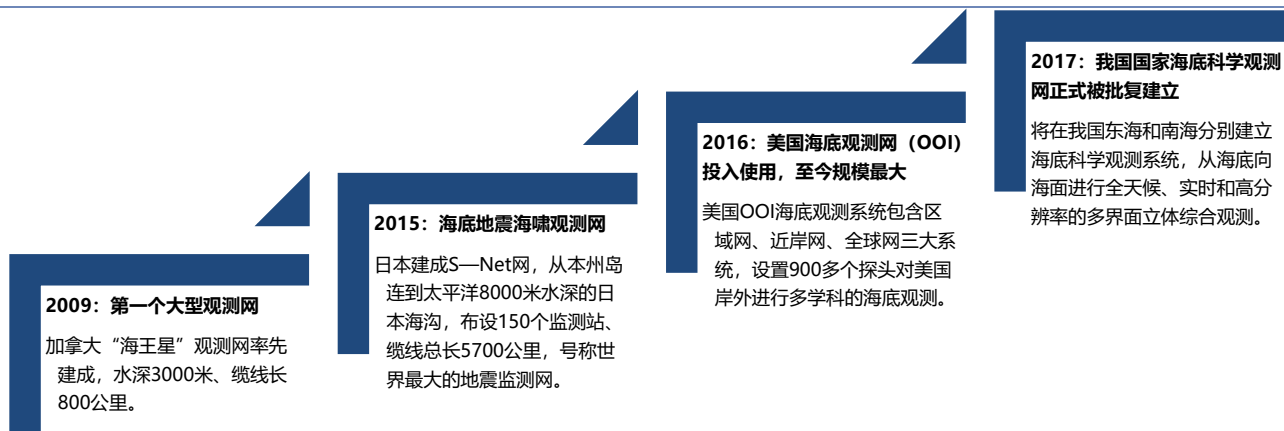 2009：第一个大型观测网
加拿大“海王星”观测网率先
建成，水深3000米、缆线长
800公里。
2015：海底地震海啸观测网
日本建成S—Net网，从本州岛
连到太平洋8000米水深的日
本海沟，布设150个监测站、
缆线总长5700公里，号称世
界最大的地震监测网。
2016：美国海底观测网（OOI）
投入使用，至今规模最大
美国OOI海底观测系统包含区
域网、近岸网、全球网三大系
统，设置900多个探头对美国
岸外进行多学科的海底观测。
2017：我国国家海底科学观测
网正式被批复建立
将在我国东海和南海分别建立
海底科学观测系统，从海底向
海面进行全天候、实时和高分
辨率的多界面立体综合观测。